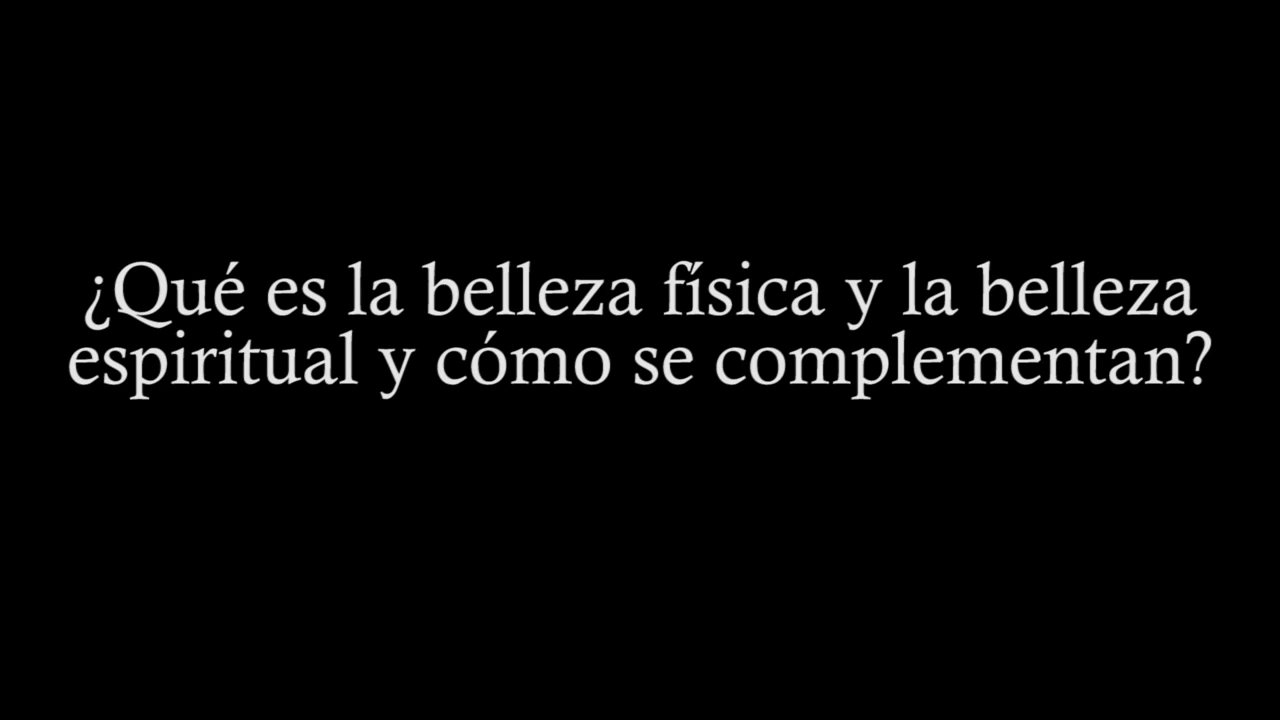 ¿Qué es la belleza física y la belleza
espiritual y cómo se complementan?